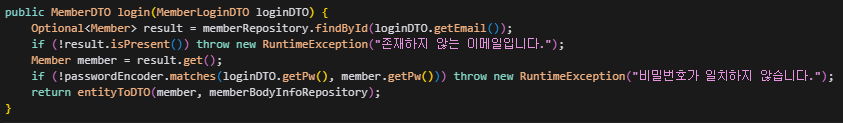 public MemberDTO login(MemberLoginDTO loginDTO) {
    Optional<Member> result = memberRepository.findById(loginDTO.getEmail());
    if (!result.isPresent()) throw new RuntimeException("존재하지 않는 이메일입니다.");
    Member member = result.get();
    if (!passwordEncoder.matches(loginDTO.getPw(), member.getPw())) throw new RuntimeException("비밀번호가 일치하지 않습니다.");
    return entityToDTO(member, memberBodyInfoRepository);
}